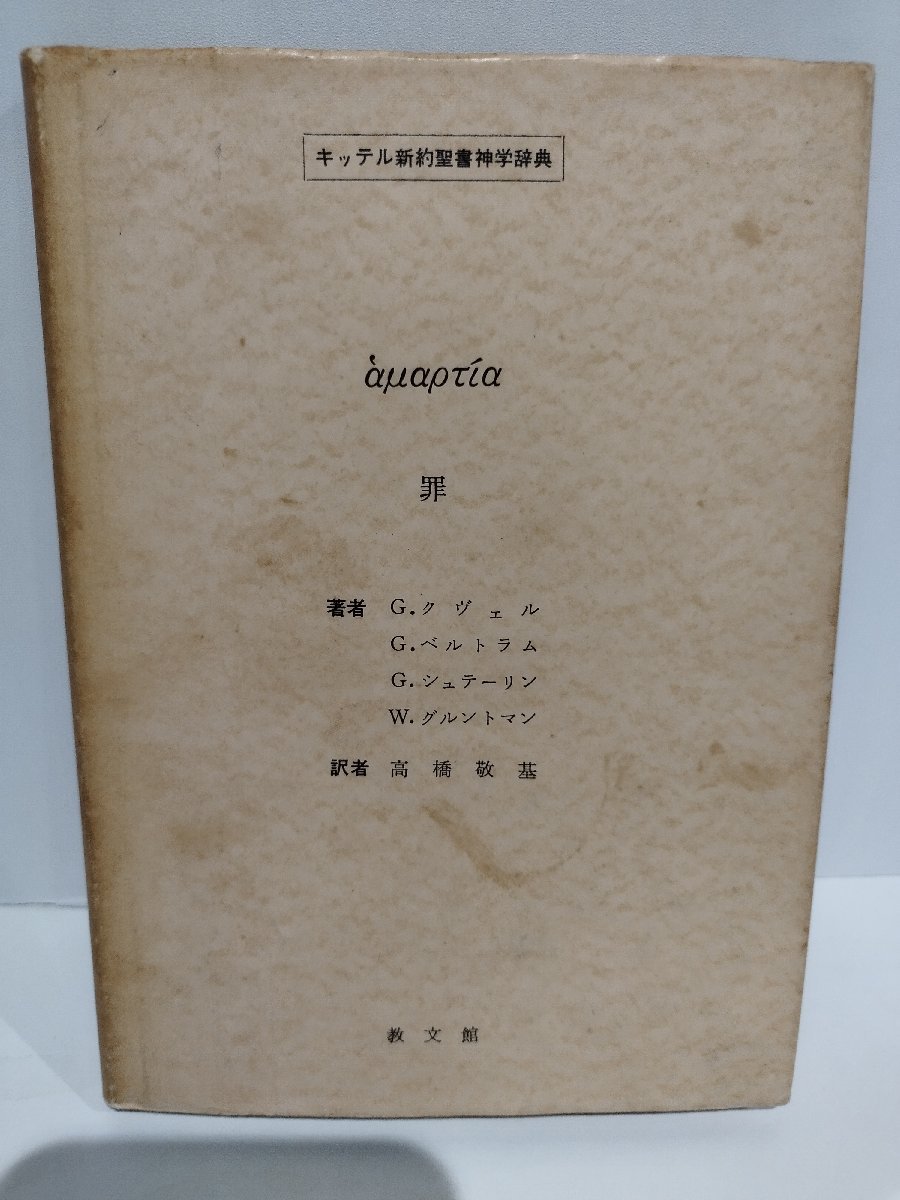 キッテル新約聖書神学辞典
ἁμαρτία
罪
著者 G.クヴェル
G.ベルトラム
G.シュテーリン
W.グルントマン
訳者 高橋敬基
教文館